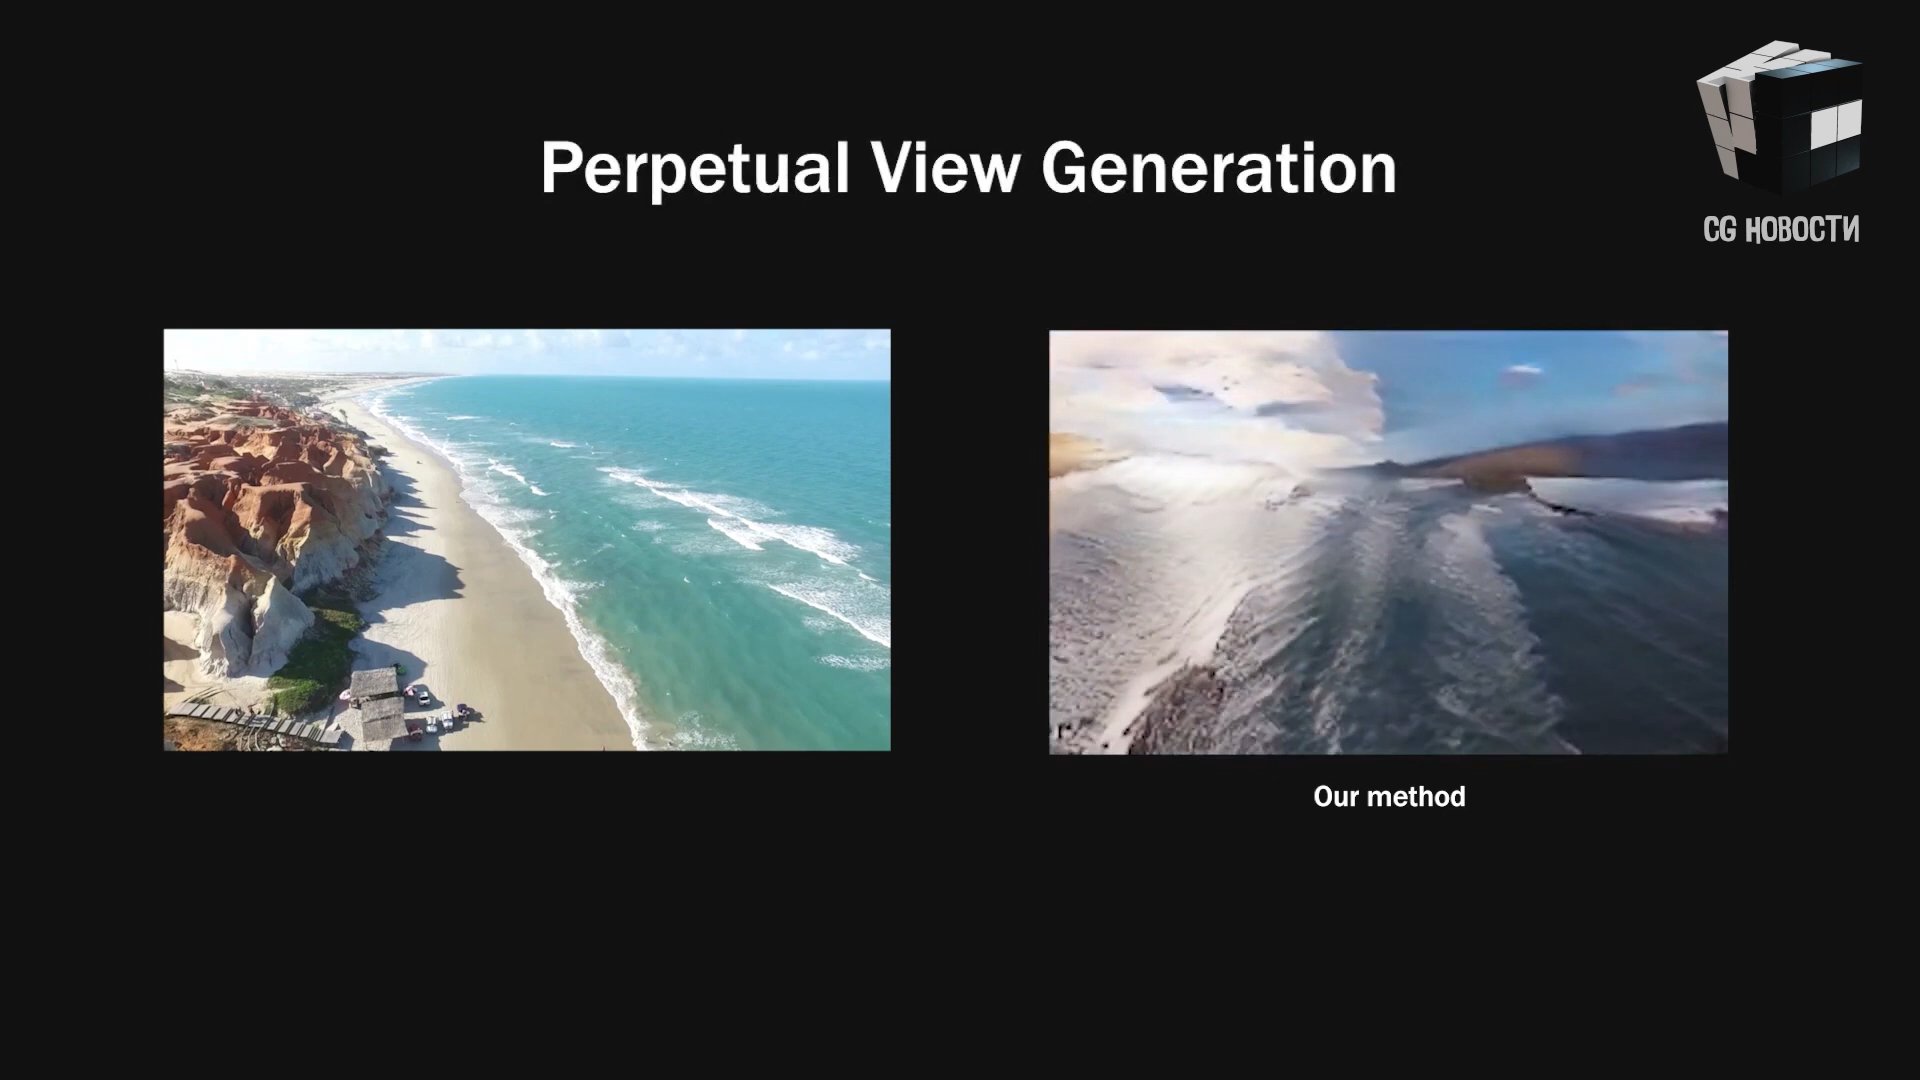 Perpetual View Generation
CG НОВОСТИ
Our method